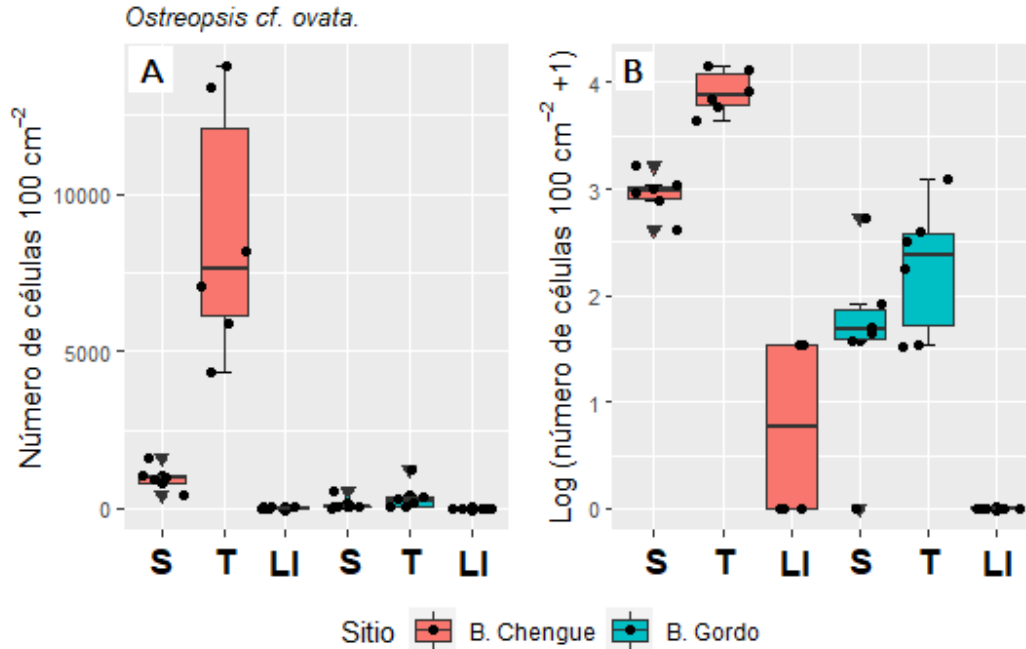 Ostreopsis cf. ovata.
A
Número de células 100 cm⁻²
10000
5000
0
S T LI S T LI
B
Log (número de células 100 cm⁻² +1)
4
3
2
1
0
S T LI S T LI
Sitio B. Chengue B. Gordo